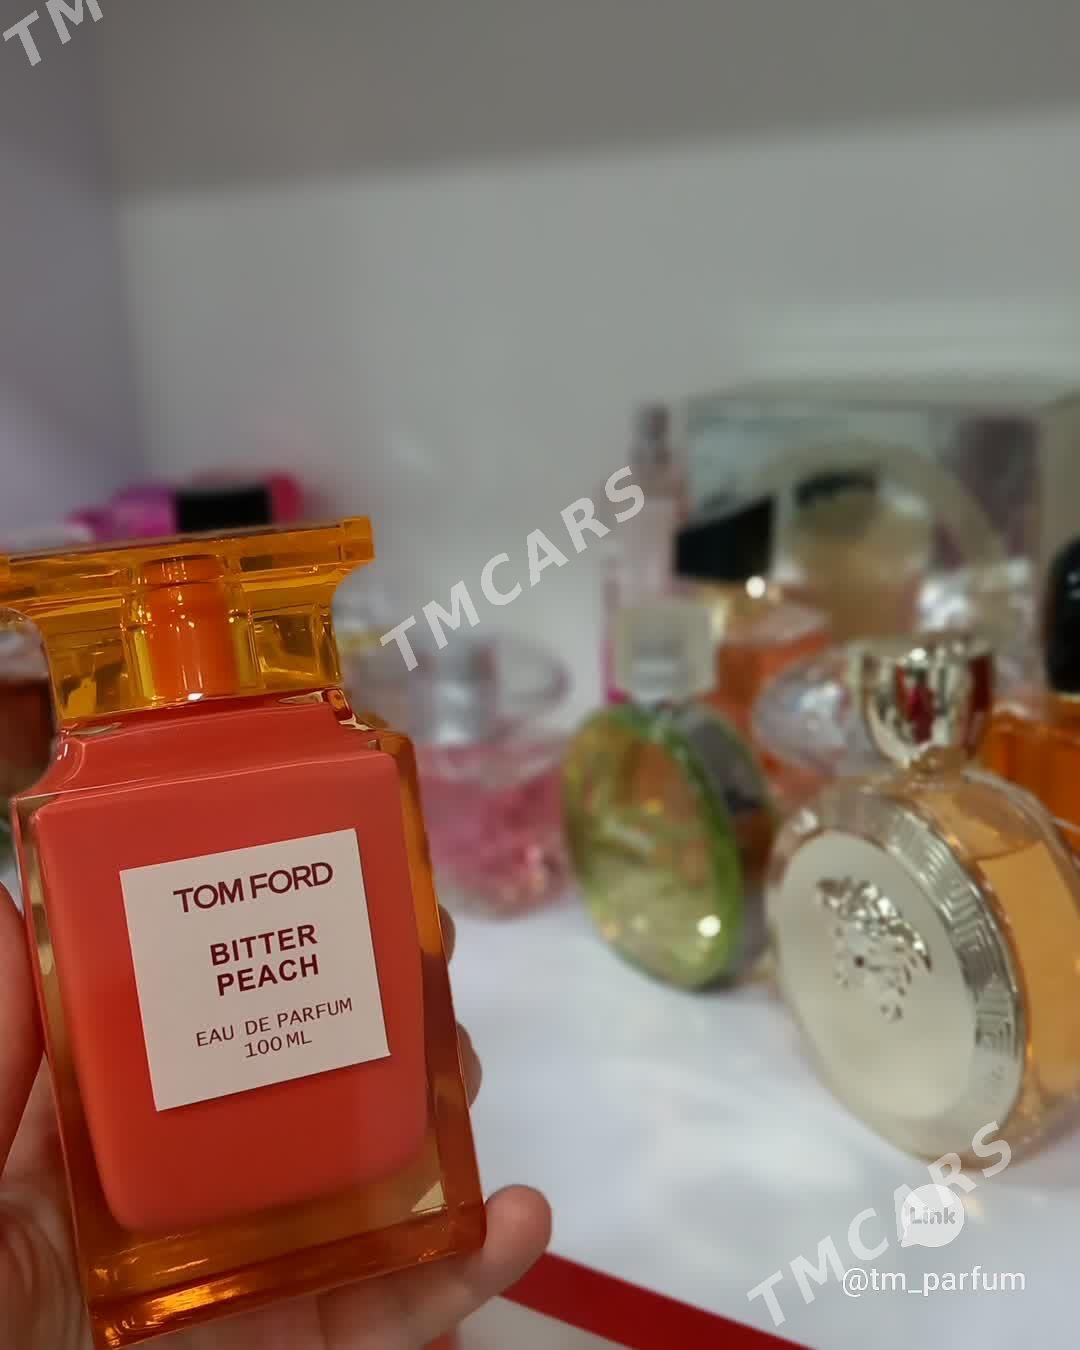 TM
TMCARS
TOM FORD
BITTER
PEACH
EAU DE PARFUM
100 ML
TMCARS
Link
@tm_parfum